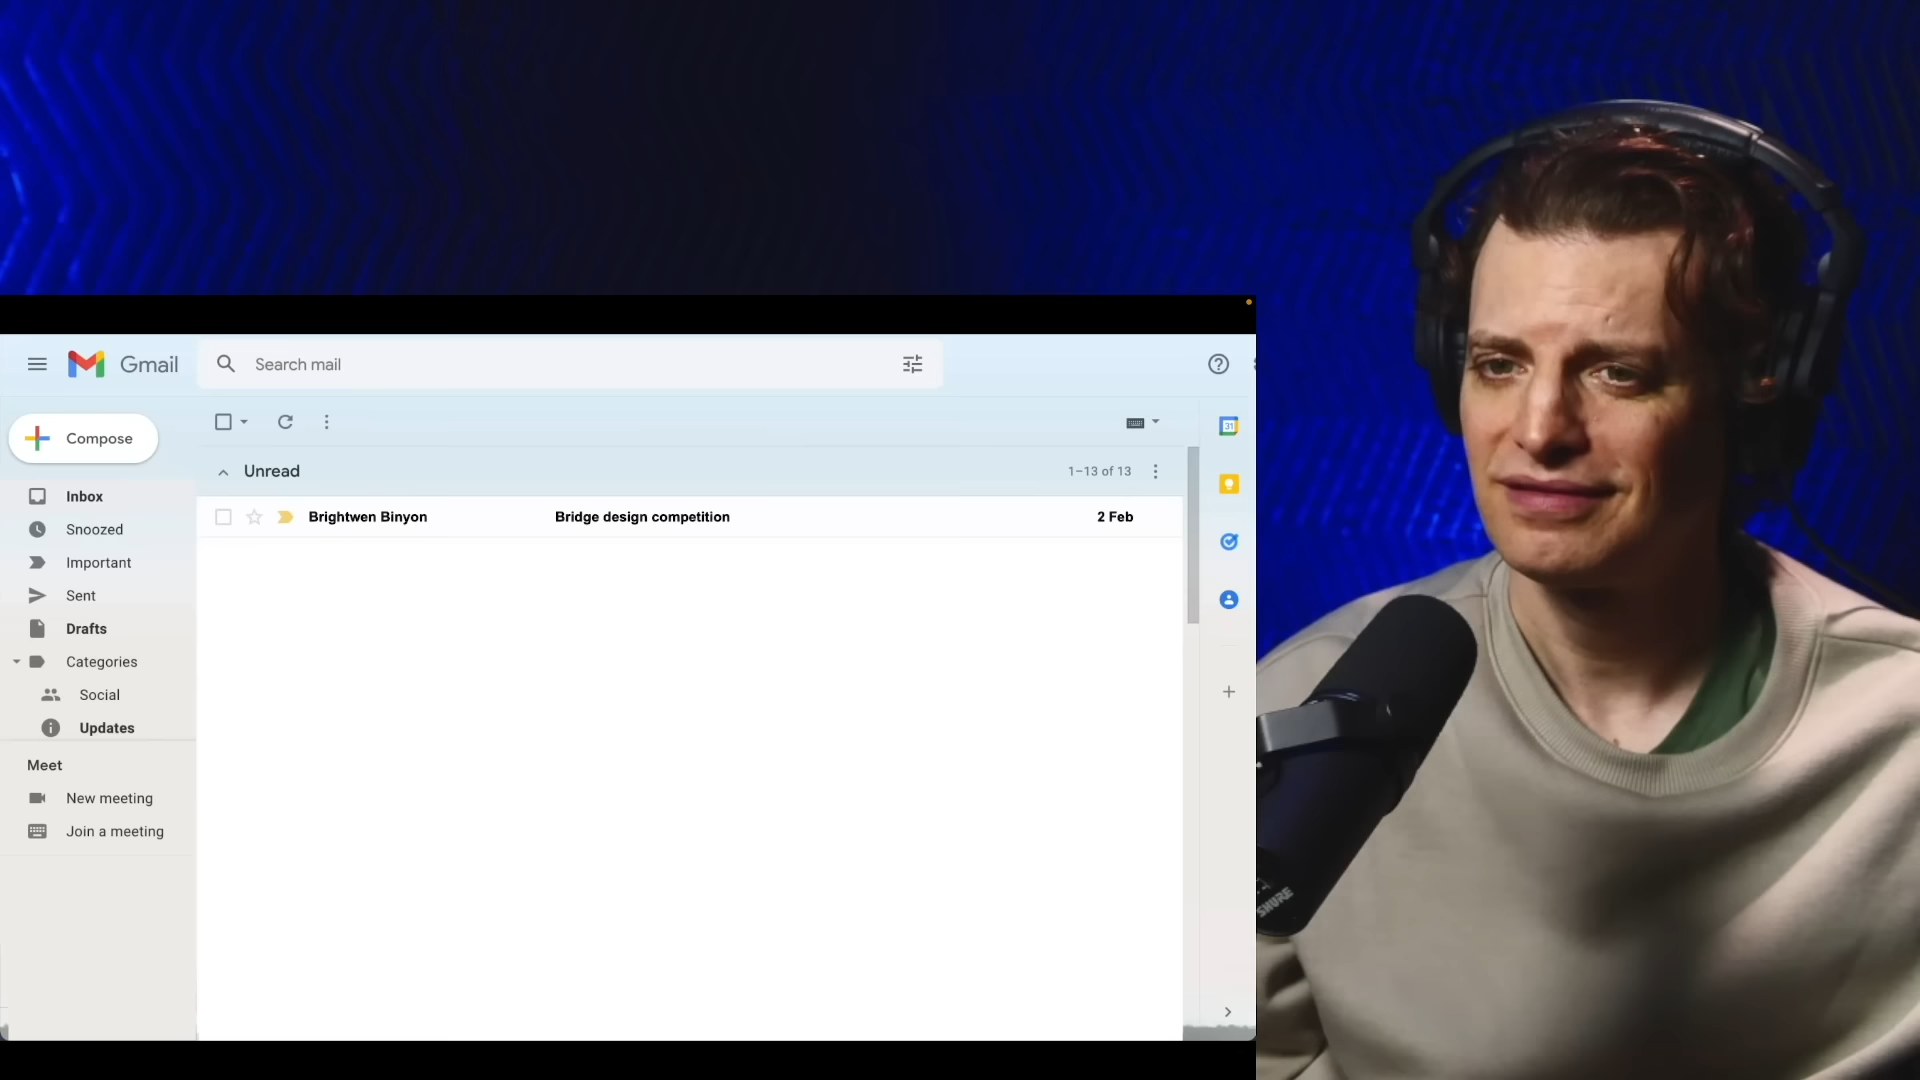 Gmail
Search mail
Compose
Unread
1–13 of 13
31
Inbox
Brightwen Binyon Bridge design competition 2 Feb
Snoozed
Important
Sent
Drafts
Categories
Social
Updates
Meet
New meeting
Join a meeting
SHURE